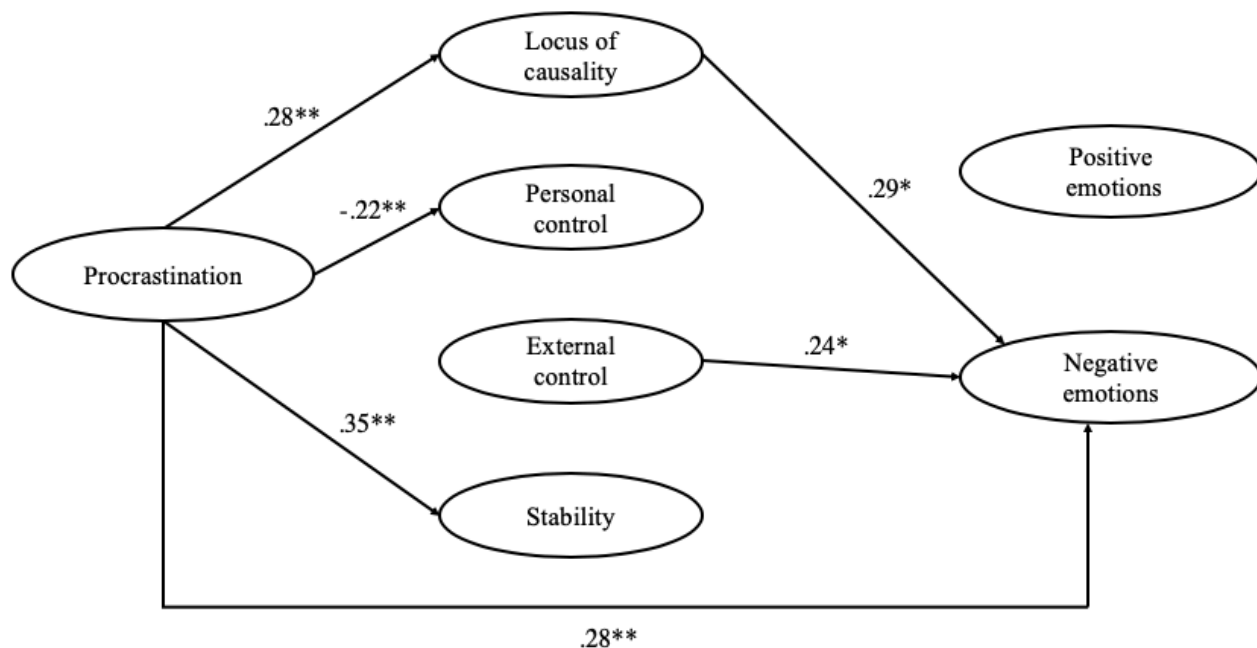 Locus of
causality
.28**
Positive
emotions
Personal
control
-.22**
.29*
Procrastination
External
control
.24*
Negative
emotions
.35**
Stability
.28**